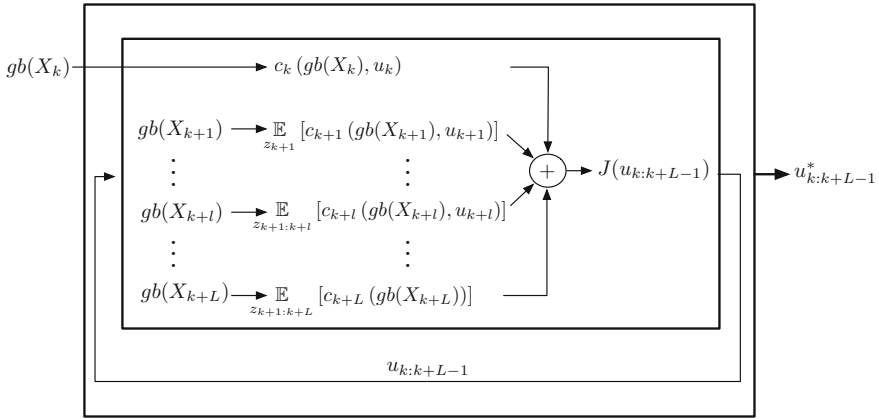 gb(X_k) c_k (gb(X_k), u_k)
gb(X_{k+1}) 𝔼_{z_{k+1}} [c_{k+1} (gb(X_{k+1}), u_{k+1})]
+ J(u_{k:k+L−1}) u^*_{k:k+L−1}
gb(X_{k+l}) 𝔼_{z_{k+1:k+l}} [c_{k+l} (gb(X_{k+l}), u_{k+l})]
gb(X_{k+L}) 𝔼_{z_{k+1:k+L}} [c_{k+L} (gb(X_{k+L}))]
u_{k:k+L−1}